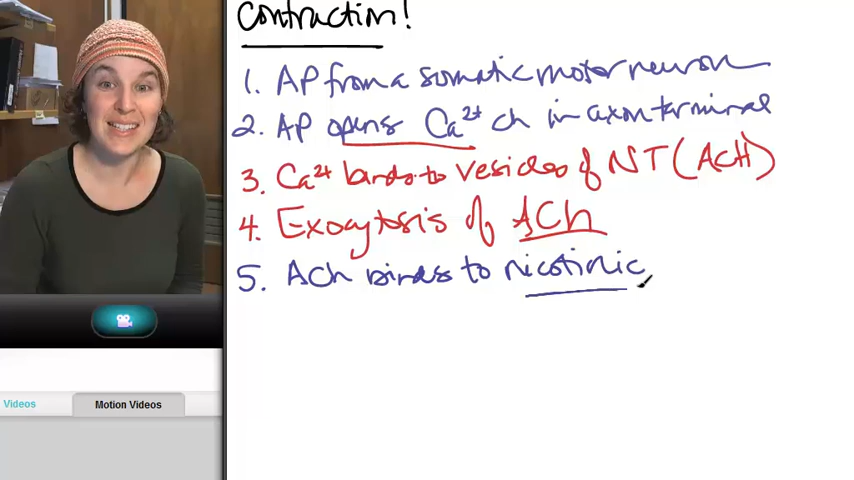 Contraction!
1. AP from a somatic motor neuron
2. AP opens Ca2+ ch in axon terminal
3. Ca2+ binds to vesicles of NT (ACH)
4. Exocytosis of ACh
5. ACh binds to nicotinic
Videos
Motion Videos